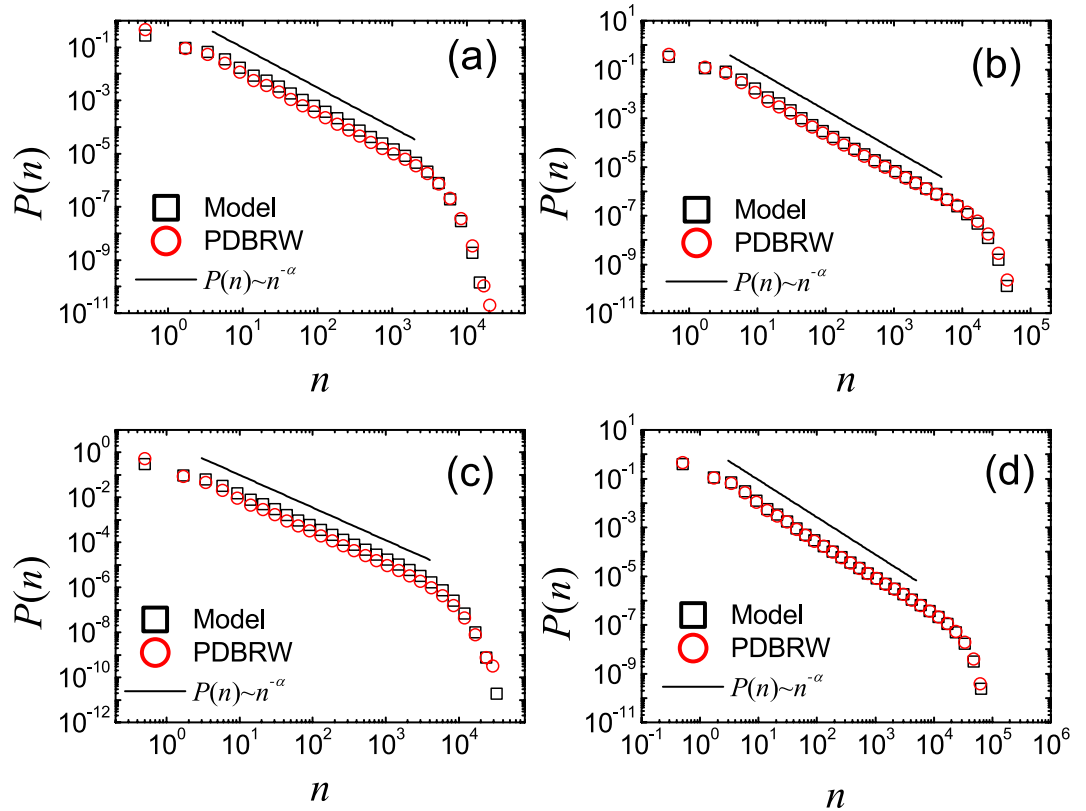 (a)
P(n)
10^-1
10^-3
10^-5
10^-7
10^-9
10^-11
Model
PDBRW
P(n)~n^-α
10^0 10^1 10^2 10^3 10^4
n
(b)
P(n)
10^1
10^-1
10^-3
10^-5
10^-7
10^-9
10^-11
Model
PDBRW
P(n)~n^-α
10^0 10^1 10^2 10^3 10^4 10^5
n
(c)
P(n)
10^0
10^-2
10^-4
10^-6
10^-8
10^-10
10^-12
Model
PDBRW
P(n)~n^-α
10^0 10^1 10^2 10^3 10^4
n
(d)
P(n)
10^1
10^-1
10^-3
10^-5
10^-7
10^-9
10^-11
Model
PDBRW
P(n)~n^-α
10^-1 10^0 10^1 10^2 10^3 10^4 10^5 10^6
n